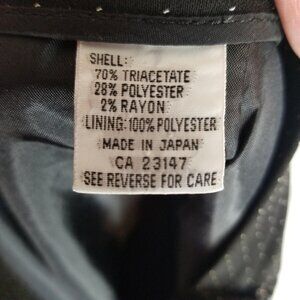 SHELL:
70% TRIACETATE
28% POLYESTER
2% RAYON
LINING: 100% POLYESTER
MADE IN JAPAN
CA 23147
SEE REVERSE FOR CARE